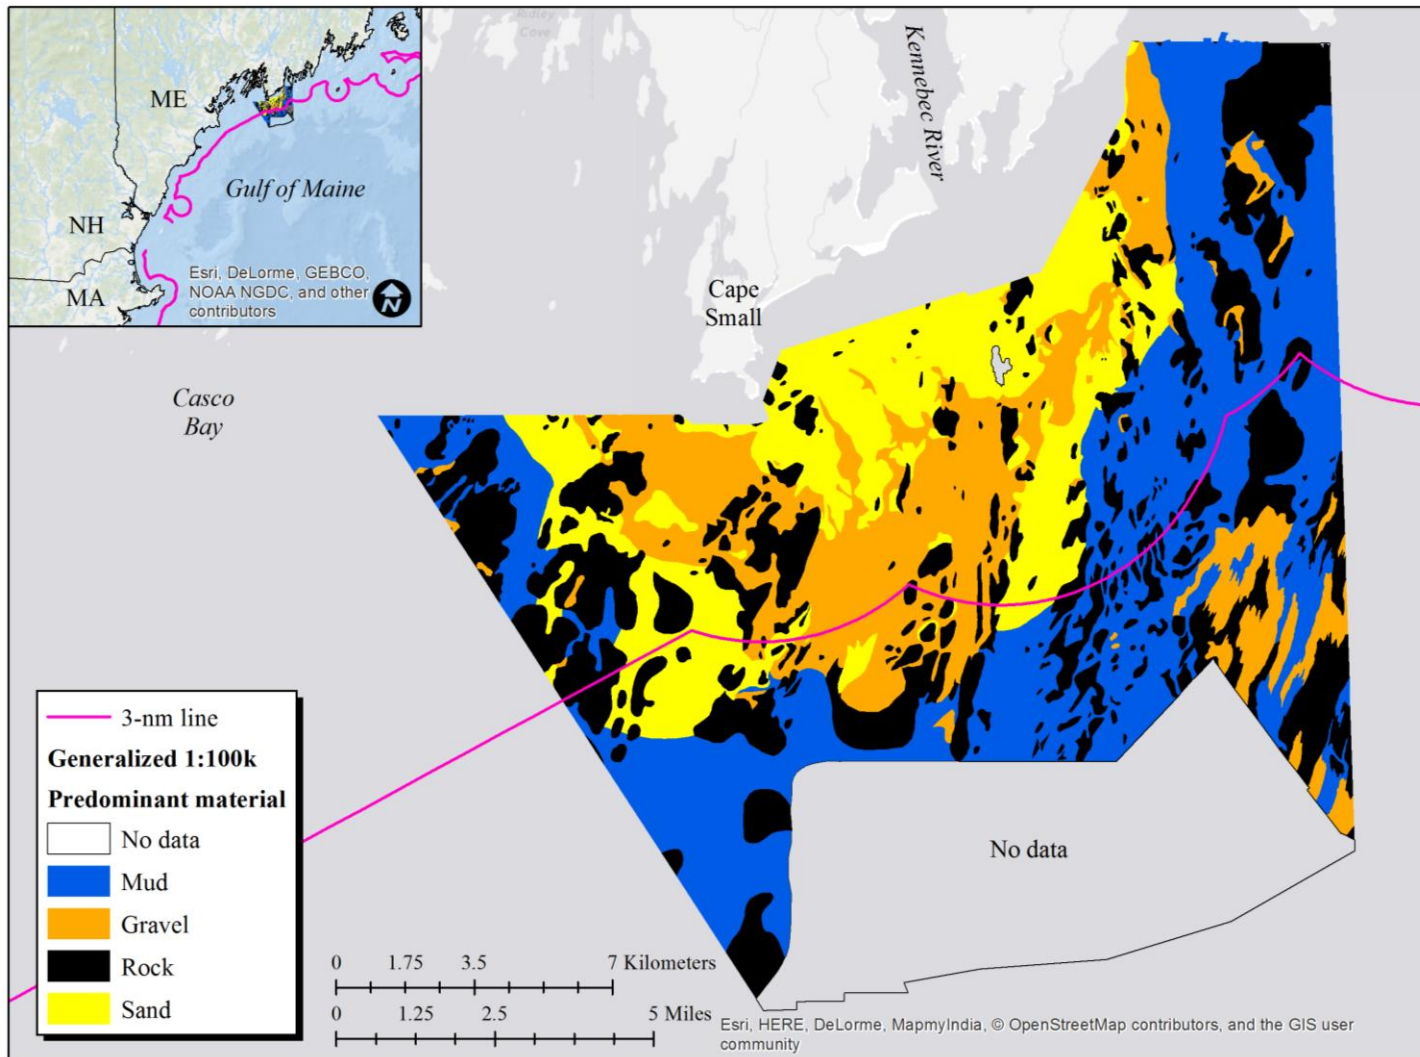 Ridley
Cove
Kennebec River
ME
Gulf of Maine
NH
MA
Esri, DeLorme, GEBCO,
NOAA NGDC, and other
contributors
N
Cape
Small
Casco
Bay
3-nm line
Generalized 1:100k
Predominant material
No data
Mud
Gravel
Rock
Sand
No data
0 1.75 3.5 7 Kilometers
0 1.25 2.5 5 Miles
Esri, HERE, DeLorme, MapmyIndia, © OpenStreetMap contributors, and the GIS user
community